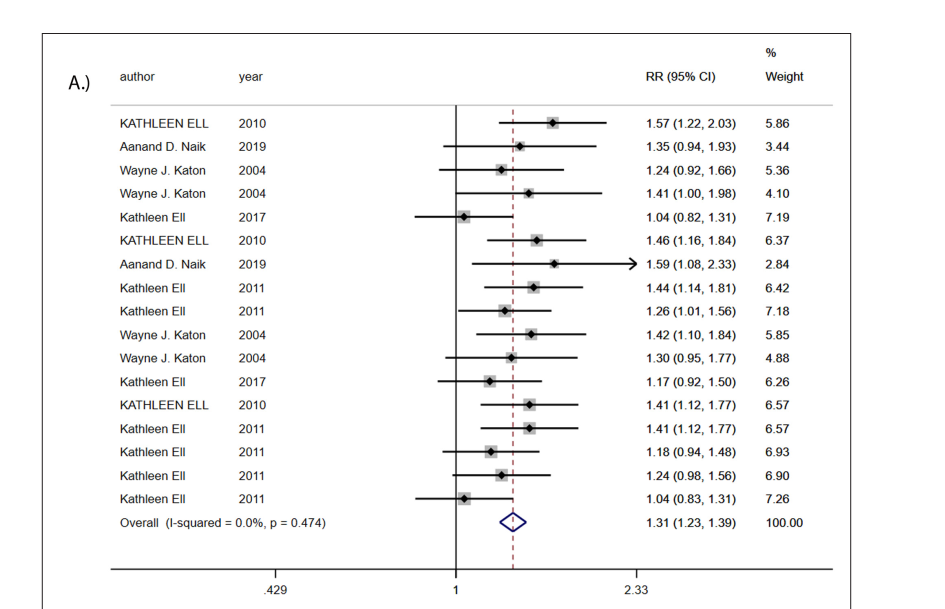 %
A.) author year RR (95% CI) Weight
KATHLEEN ELL 2010 1.57 (1.22, 2.03) 5.86
Aanand D. Naik 2019 1.35 (0.94, 1.93) 3.44
Wayne J. Katon 2004 1.24 (0.92, 1.66) 5.36
Wayne J. Katon 2004 1.41 (1.00, 1.98) 4.10
Kathleen Ell 2017 1.04 (0.82, 1.31) 7.19
KATHLEEN ELL 2010 1.46 (1.16, 1.84) 6.37
Aanand D. Naik 2019 1.59 (1.08, 2.33) 2.84
Kathleen Ell 2011 1.44 (1.14, 1.81) 6.42
Kathleen Ell 2011 1.26 (1.01, 1.56) 7.18
Wayne J. Katon 2004 1.42 (1.10, 1.84) 5.85
Wayne J. Katon 2004 1.30 (0.95, 1.77) 4.88
Kathleen Ell 2017 1.17 (0.92, 1.50) 6.26
KATHLEEN ELL 2010 1.41 (1.12, 1.77) 6.57
Kathleen Ell 2011 1.41 (1.12, 1.77) 6.57
Kathleen Ell 2011 1.18 (0.94, 1.48) 6.93
Kathleen Ell 2011 1.24 (0.98, 1.56) 6.90
Kathleen Ell 2011 1.04 (0.83, 1.31) 7.26
Overall (I-squared = 0.0%, p = 0.474) 1.31 (1.23, 1.39) 100.00
.429 1 2.33